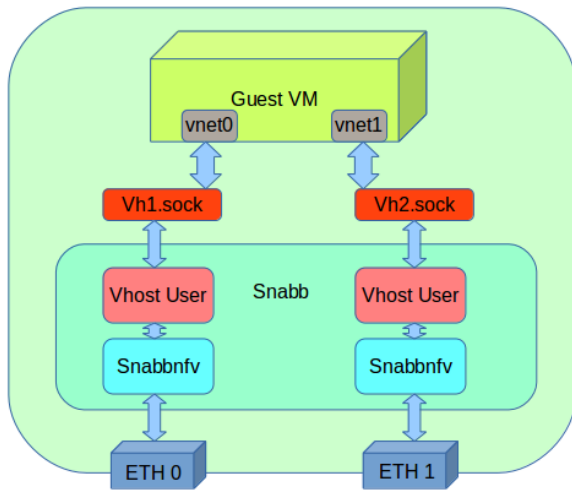 Guest VM
vnet0
vnet1
Vh1.sock
Vh2.sock
Vhost User
Snabb
Vhost User
Snabbnfv
Snabbnfv
ETH 0
ETH 1